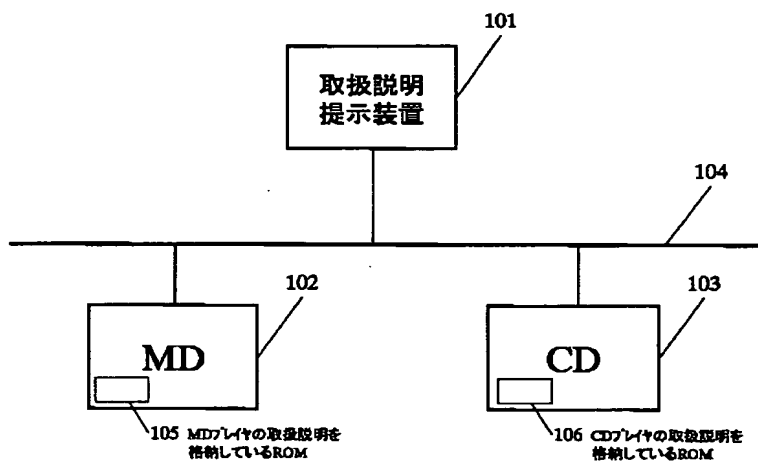 101
取扱説明
提示装置
104
102
103
MD
CD
105 MDプレイヤの取扱説明を
格納しているROM
106 CDプレイヤの取扱説明を
格納しているROM